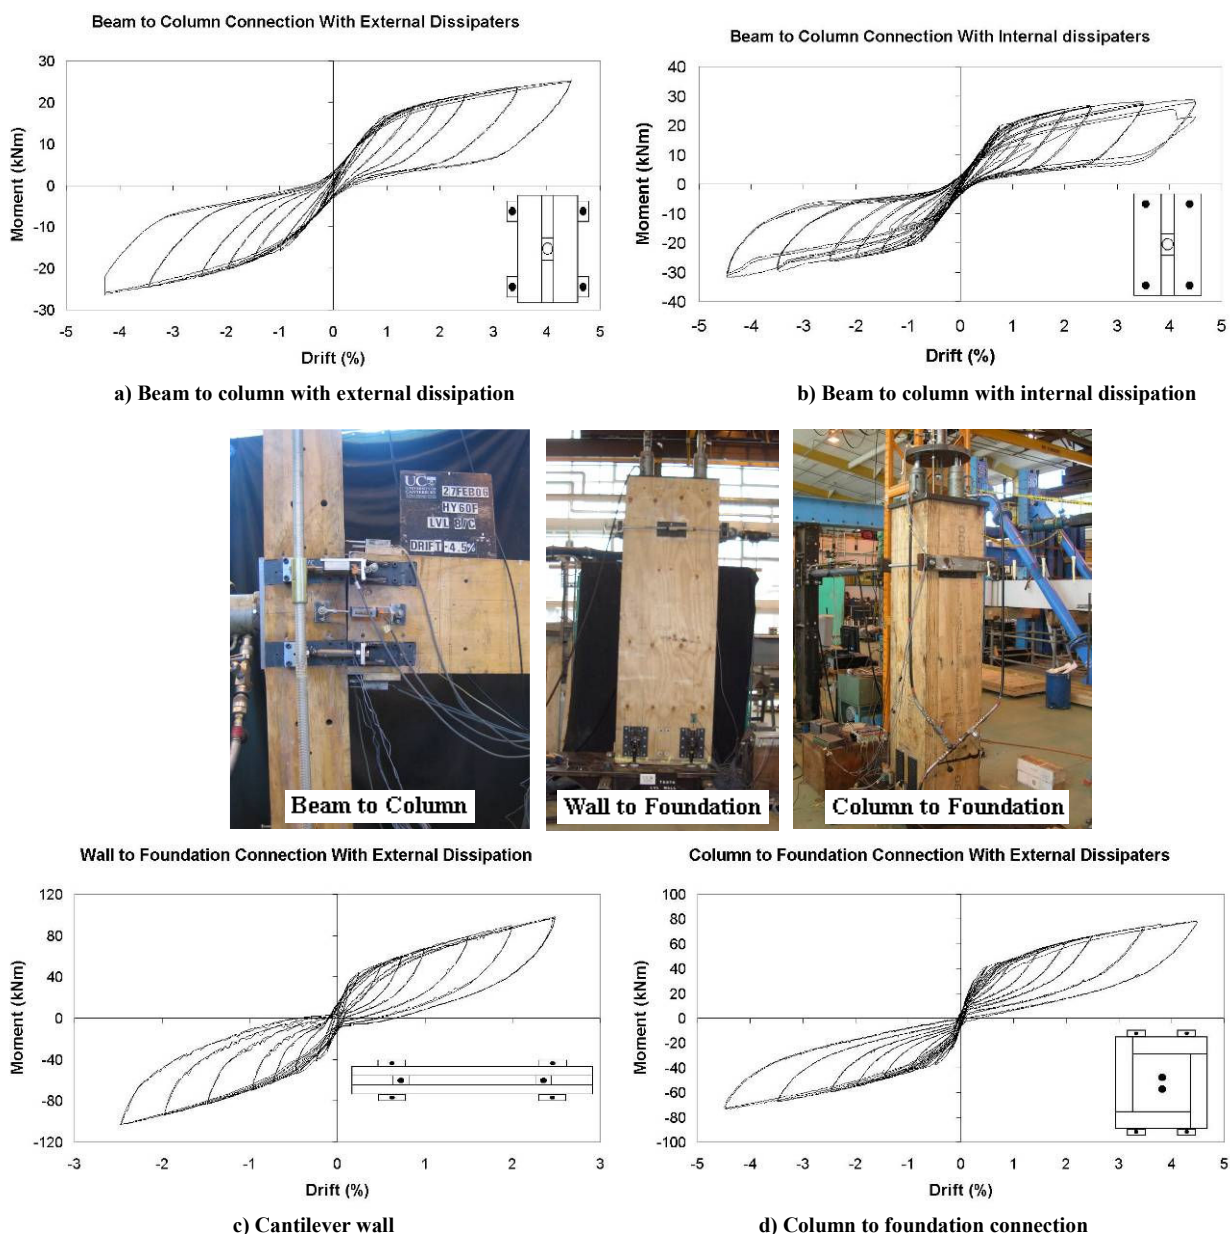 Beam to Column Connection With External Dissipaters
Moment (kNm)
30
20
10
0
-10
-20
-30
-5 -4 -3 -2 -1 0 1 2 3 4 5
Drift (%)
a) Beam to column with external dissipation
Beam to Column Connection With Internal dissipaters
Moment (kNm)
40
30
20
10
0
-10
-20
-30
-40
-5 -4 -3 -2 -1 0 1 2 3 4 5
Drift (%)
b) Beam to column with internal dissipation
UC
27FEB06
HY60F
LVL B/C
DRIFT-4.5%
Beam to Column
Wall to Foundation
Column to Foundation
Wall to Foundation Connection With External Dissipation
Moment (kNm)
120
80
40
0
-40
-80
-120
-3 -2 -1 0 1 2 3
Drift (%)
c) Cantilever wall
Column to Foundation Connection With External Dissipaters
Moment (kNm)
100
80
60
40
20
0
-20
-40
-60
-80
-100
-5 -4 -3 -2 -1 0 1 2 3 4 5
Drift (%)
d) Column to foundation connection